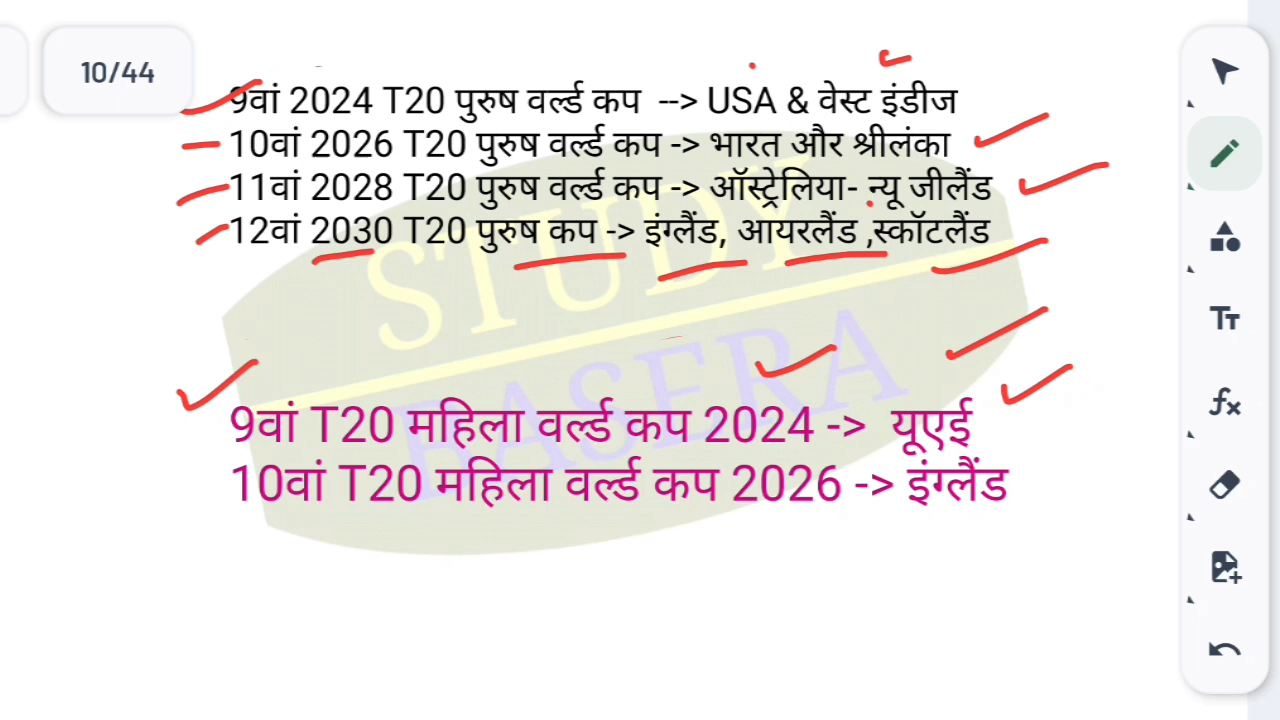 10/44
9वां 2024 T20 पुरुष वर्ल्ड कप --> USA & वेस्ट इंडीज
10वां 2026 T20 पुरुष वर्ल्ड कप -> भारत और श्रीलंका
11वां 2028 T20 पुरुष वर्ल्ड कप -> ऑस्ट्रेलिया- न्यू जीलैंड
12वां 2030 T20 पुरुष कप -> इंग्लैंड, आयरलैंड ,स्कॉटलैंड
STUDY
BASERA
9वां T20 महिला वर्ल्ड कप 2024 -> यूएई
10वां T20 महिला वर्ल्ड कप 2026 -> इंग्लैंड
Tт
fx